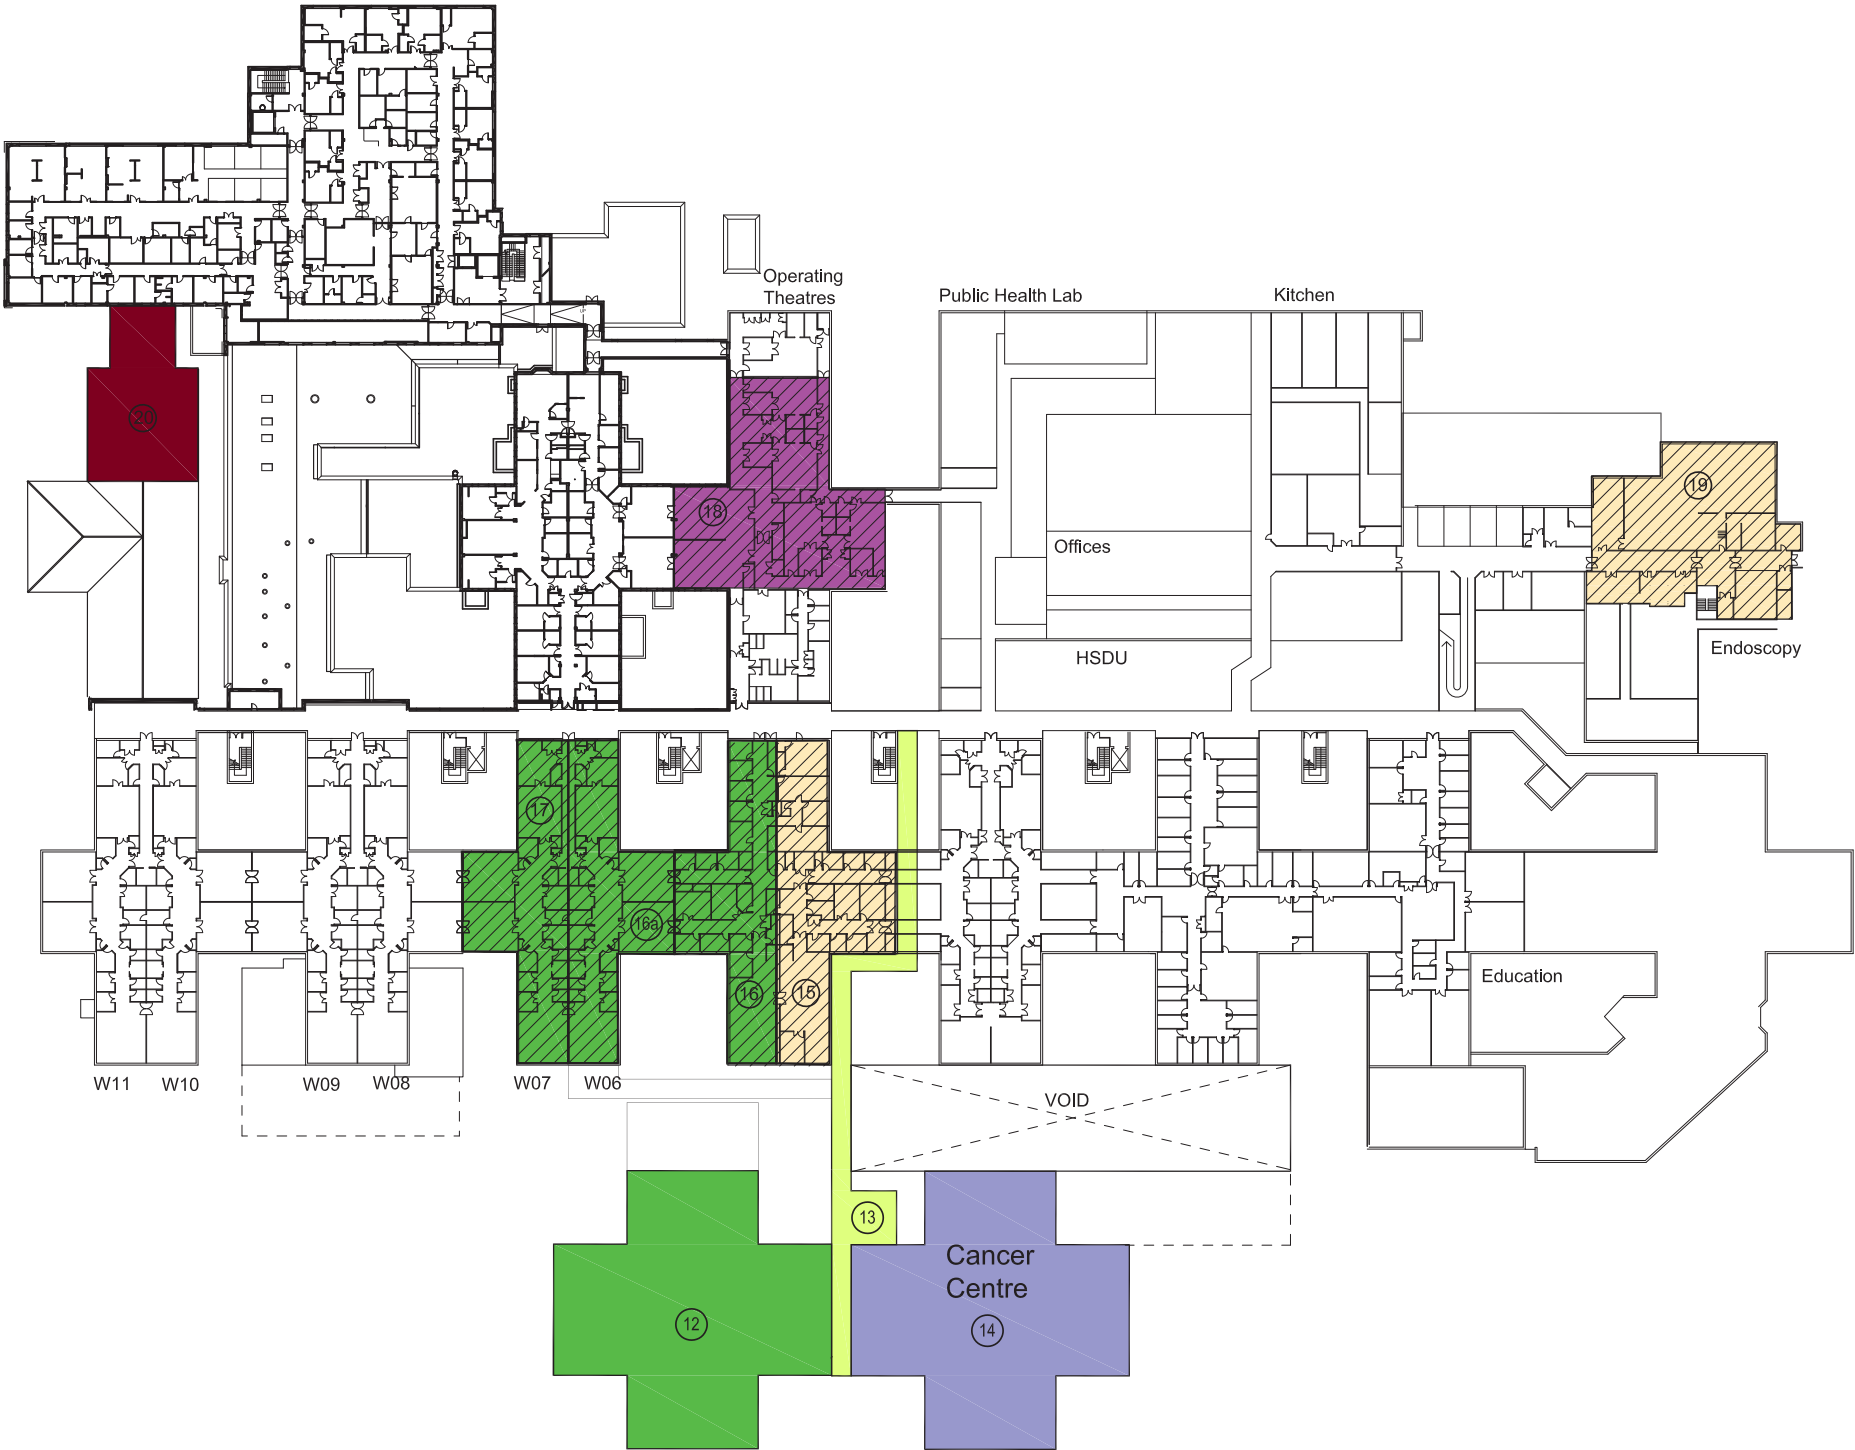 Operating
Theatres
Public Health Lab
Kitchen
20
19
18
Offices
HSDU
Endoscopy
17
16a
16
15
Education
W11
W10
W09
W08
W07
W06
VOID
13
Cancer
Centre
12
14